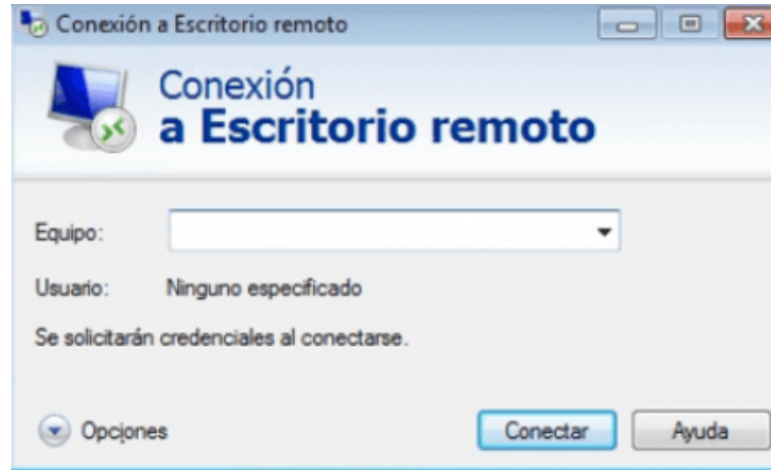 Conexión a Escritorio remoto
Conexión
a Escritorio remoto
Equipo:
Usuario: Ninguno especificado
Se solicitarán credenciales al conectarse.
Opciones Conectar Ayuda